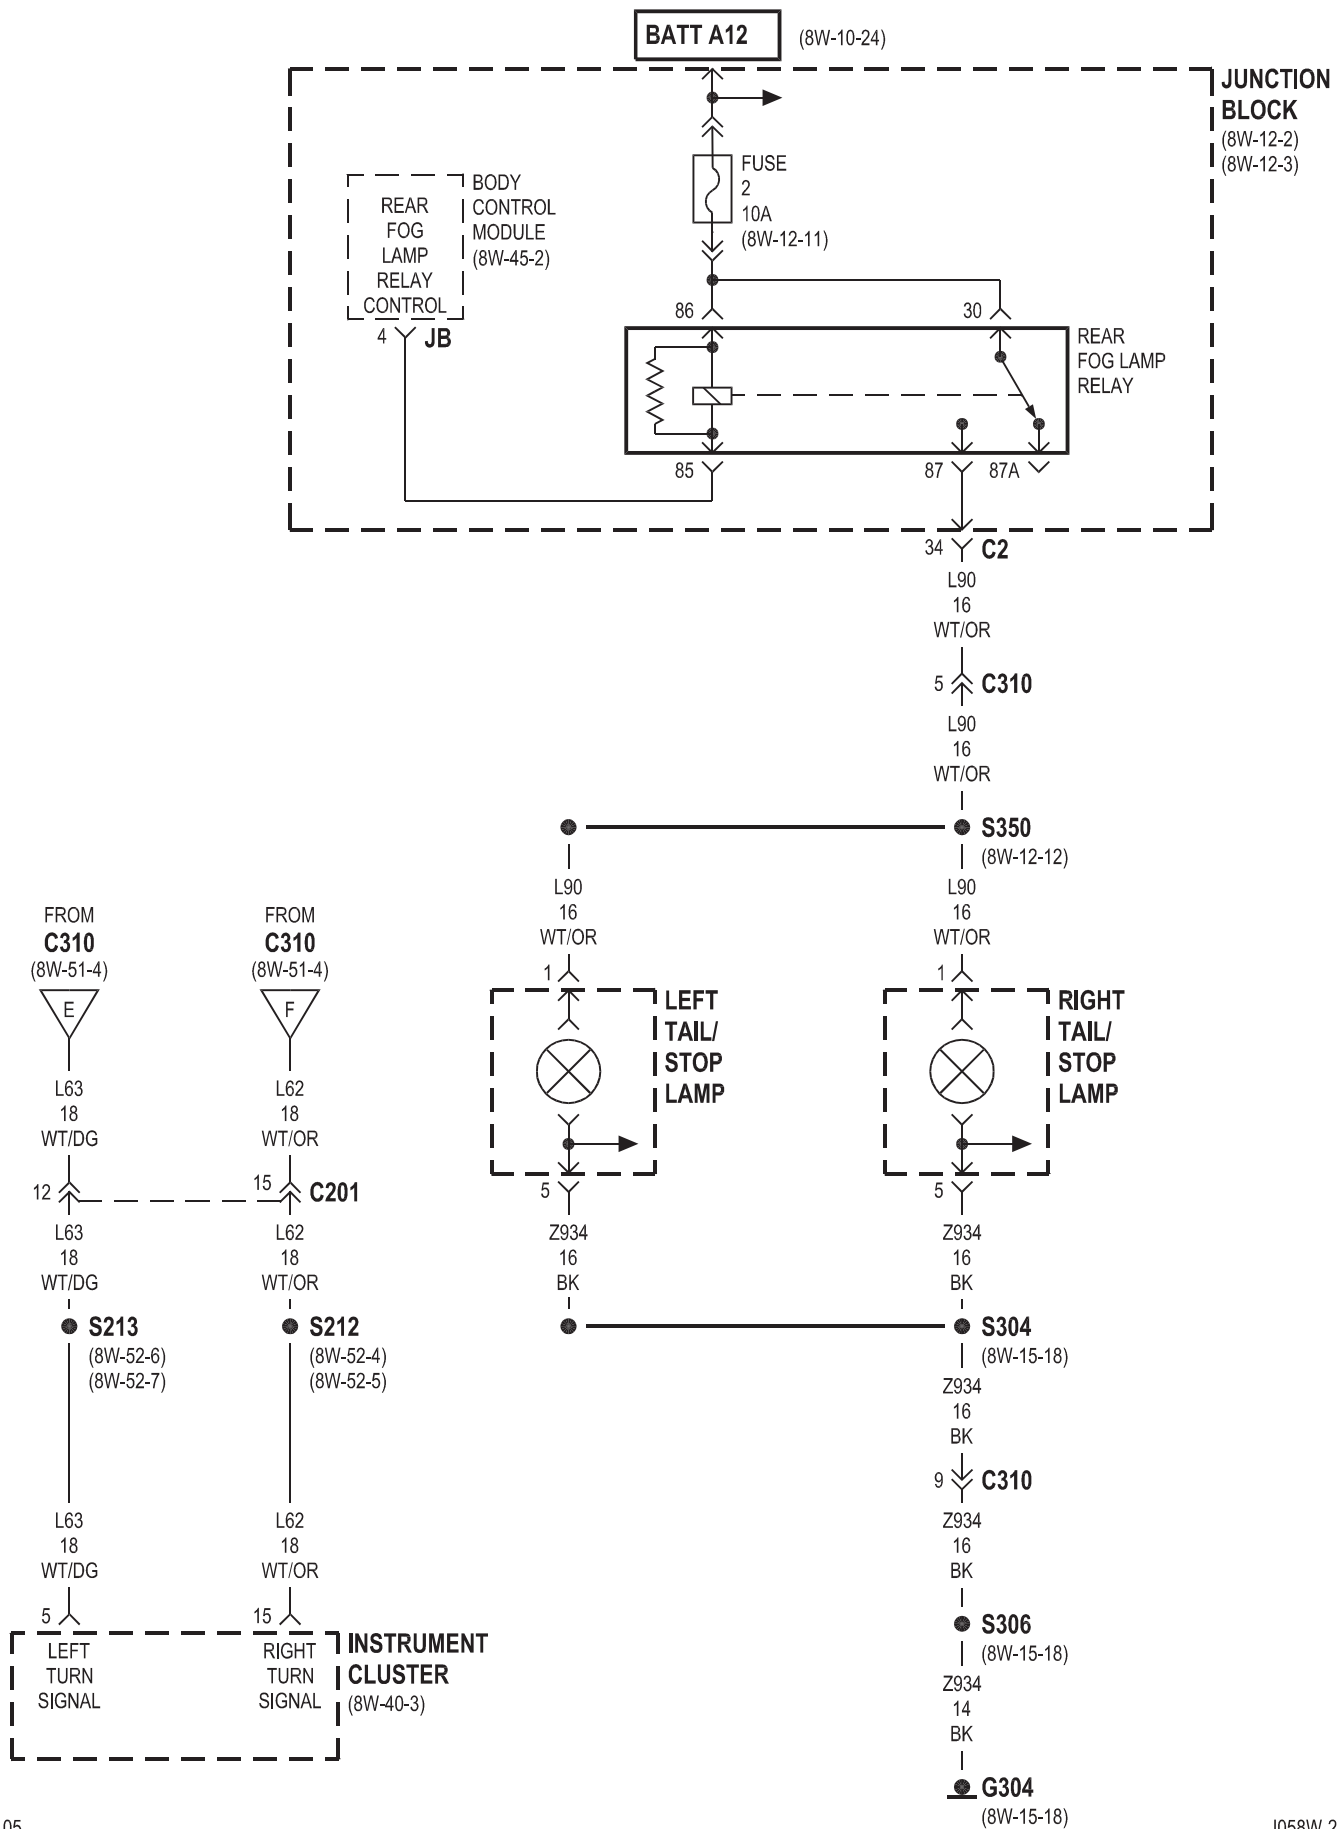 BATT A12
(8W-10-24)
JUNCTION
BLOCK
(8W-12-2)
(8W-12-3)
FUSE
2
10A
(8W-12-11)
BODY
CONTROL
MODULE
(8W-45-2)
REAR
FOG
LAMP
RELAY
CONTROL
4
JB
86
30
REAR
FOG LAMP
RELAY
85
87
87A
34
C2
L90
16
WT/OR
5
C310
L90
16
WT/OR
S350
(8W-12-12)
L90
16
WT/OR
L90
16
WT/OR
FROM
C310
(8W-51-4)
E
FROM
C310
(8W-51-4)
F
1
LEFT
TAIL/
STOP
LAMP
1
RIGHT
TAIL/
STOP
LAMP
L63
18
WT/DG
L62
18
WT/OR
12
15
C201
5
5
L63
18
WT/DG
L62
18
WT/OR
Z934
16
BK
Z934
16
BK
S213
(8W-52-6)
(8W-52-7)
S212
(8W-52-4)
(8W-52-5)
S304
(8W-15-18)
Z934
16
BK
9
C310
L63
18
WT/DG
L62
18
WT/OR
Z934
16
BK
5
15
S306
(8W-15-18)
LEFT
TURN
SIGNAL
RIGHT
TURN
SIGNAL
INSTRUMENT
CLUSTER
(8W-40-3)
Z934
14
BK
G304
(8W-15-18)
05
J058W-2